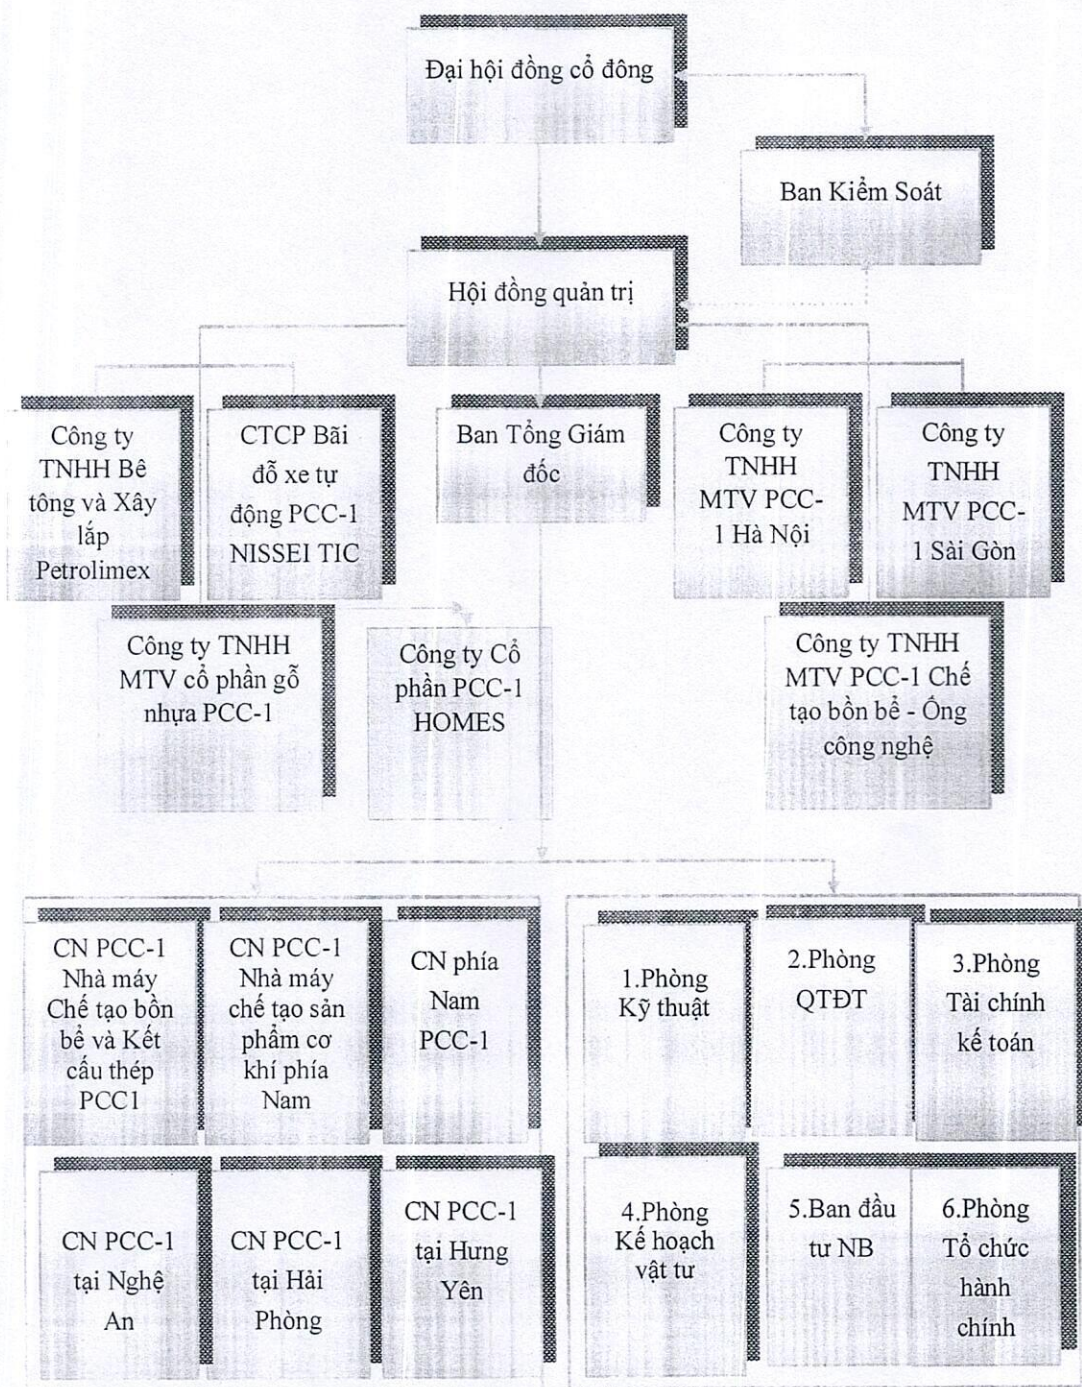 Đại hội đồng cổ đông
Ban Kiểm Soát
Hội đồng quản trị
Công ty
TNHH Bê
tông và Xây
lắp
Petrolimex
CTCP Bãi
đỗ xe tự
động PCC-1
NISSEI TIC
Ban Tổng Giám
đốc
Công ty
TNHH
MTV PCC-
1 Hà Nội
Công ty
TNHH
MTV PCC-
1 Sài Gòn
Công ty TNHH
MTV cổ phần gỗ
nhựa PCC-1
Công ty Cổ
phần PCC-1
HOMES
Công ty TNHH
MTV PCC-1 Chế
tạo bồn bể - Ống
công nghệ
CN PCC-1
Nhà máy
Chế tạo bồn
bể và Kết
cấu thép
PCC1
CN PCC-1
Nhà máy
chế tạo sản
phẩm cơ
khí phía
Nam
CN phía
Nam
PCC-1
1.Phòng
Kỹ thuật
2.Phòng
QTĐT
3.Phòng
Tài chính
kế toán
CN PCC-1
tại Nghệ
An
CN PCC-1
tại Hải
Phòng
CN PCC-1
tại Hưng
Yên
4.Phòng
Kế hoạch
vật tư
5.Ban đầu
tư NB
6.Phòng
Tổ chức
hành
chính